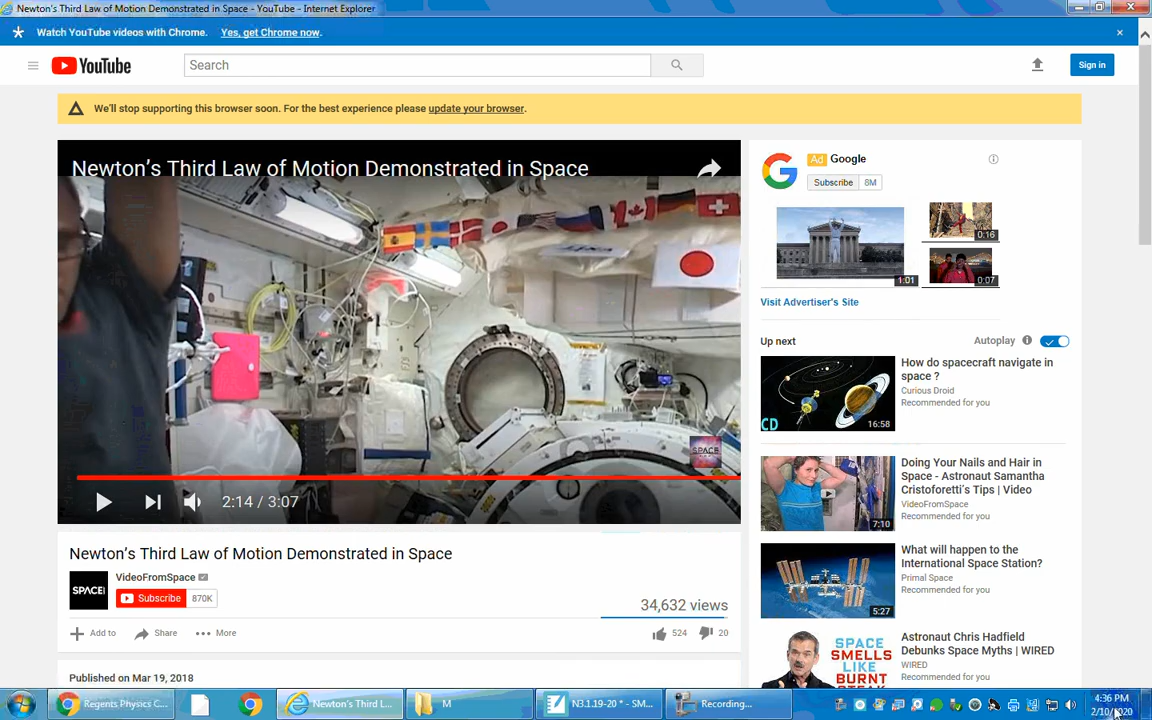 Newton's Third Law of Motion Demonstrated in Space - YouTube - Internet Explorer
Watch YouTube videos with Chrome. Yes, get Chrome now.
YouTube
Search
Sign in
We'll stop supporting this browser soon. For the best experience please update your browser.
Newton's Third Law of Motion Demonstrated in Space
SPACE
2:14 / 3:07
Newton's Third Law of Motion Demonstrated in Space
SPACE
VideoFromSpace
Subscribe 870K
34,632 views
Add to Share More
524 20
Published on Mar 19, 2018
Ad Google
Subscribe 8M
1:01
0:16
0:07
Visit Advertiser's Site
Up next
Autoplay
CD
16:58
How do spacecraft navigate in
space ?
Curious Droid
Recommended for you
7:10
Doing Your Nails and Hair in
Space - Astronaut Samantha
Cristoforetti's Tips | Video
VideoFromSpace
Recommended for you
5:27
What will happen to the
International Space Station?
Primal Space
Recommended for you
SPACE
SMELLS
LIKE
BURNT
STEAK
Astronaut Chris Hadfield
Debunks Space Myths | WIRED
WIRED
Recommended for you
Regents Physics C...
Newton's Third L...
M
N3.1.19-20 * - SM...
Recording...
4:36 PM
2/10/2020